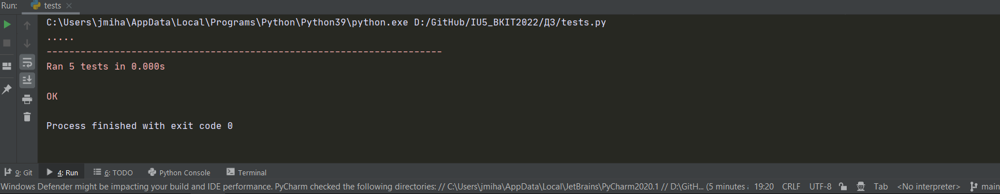 Run: tests
C:\Users\jmiha\AppData\Local\Programs\Python\Python39\python.exe D:/GitHub/IU5_BKIT2022/ДЗ/tests.py
.....
----------------------------------------------------------------------
Ran 5 tests in 0.000s
OK
Process finished with exit code 0
9: Git 4: Run 6: TODO Python Console Terminal
Windows Defender might be impacting your build and IDE performance. PyCharm checked the following directories: // C:\Users\jmiha\AppData\Local\JetBrains\PyCharm2020.1 // D:\GitH... (5 minutes 19:20 CRLF UTF-8 Tab <No interpreter> main